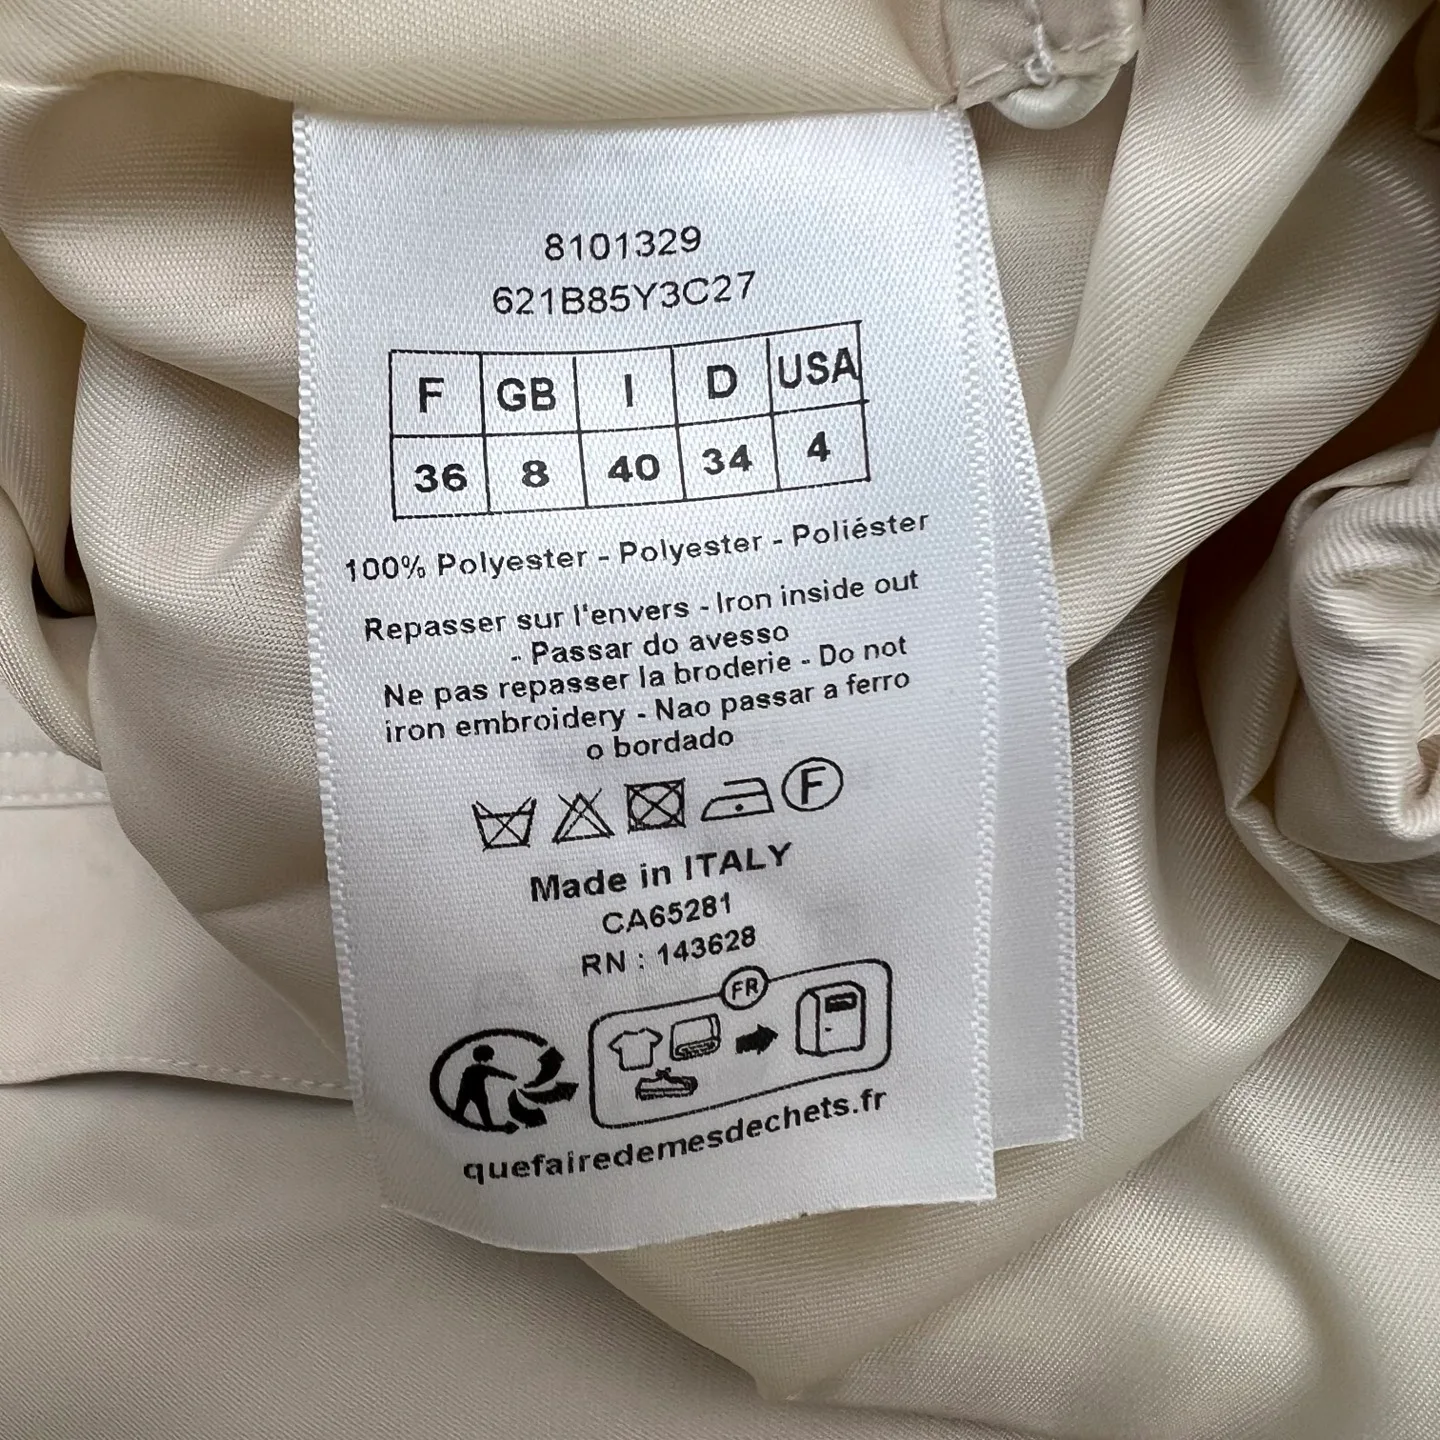 8101329
621B85Y3C27
F GB I D USA
36 8 40 34 4
100% Polyester - Polyester - Poliéster
Repasser sur l'envers - Iron inside out
- Passar do avesso
Ne pas repasser la broderie - Do not
iron embroidery - Nao passar a ferro
o bordado
F
Made in ITALY
CA65281
RN : 143628
FR
quefairedemesdechets.fr